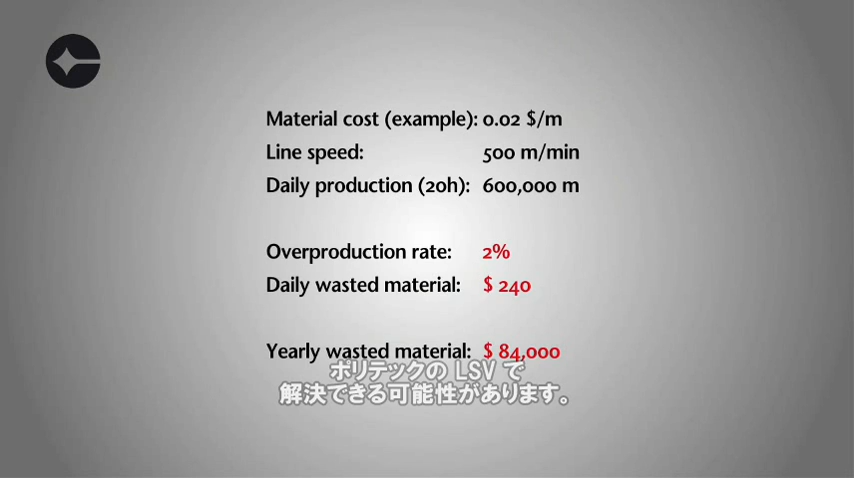 Material cost (example): 0.02 $/m
Line speed: 500 m/min
Daily production (20h): 600,000 m
Overproduction rate: 2%
Daily wasted material: $ 240
Yearly wasted material: $ 84,000
ポリテックの LSV で
解決できる可能性があります。